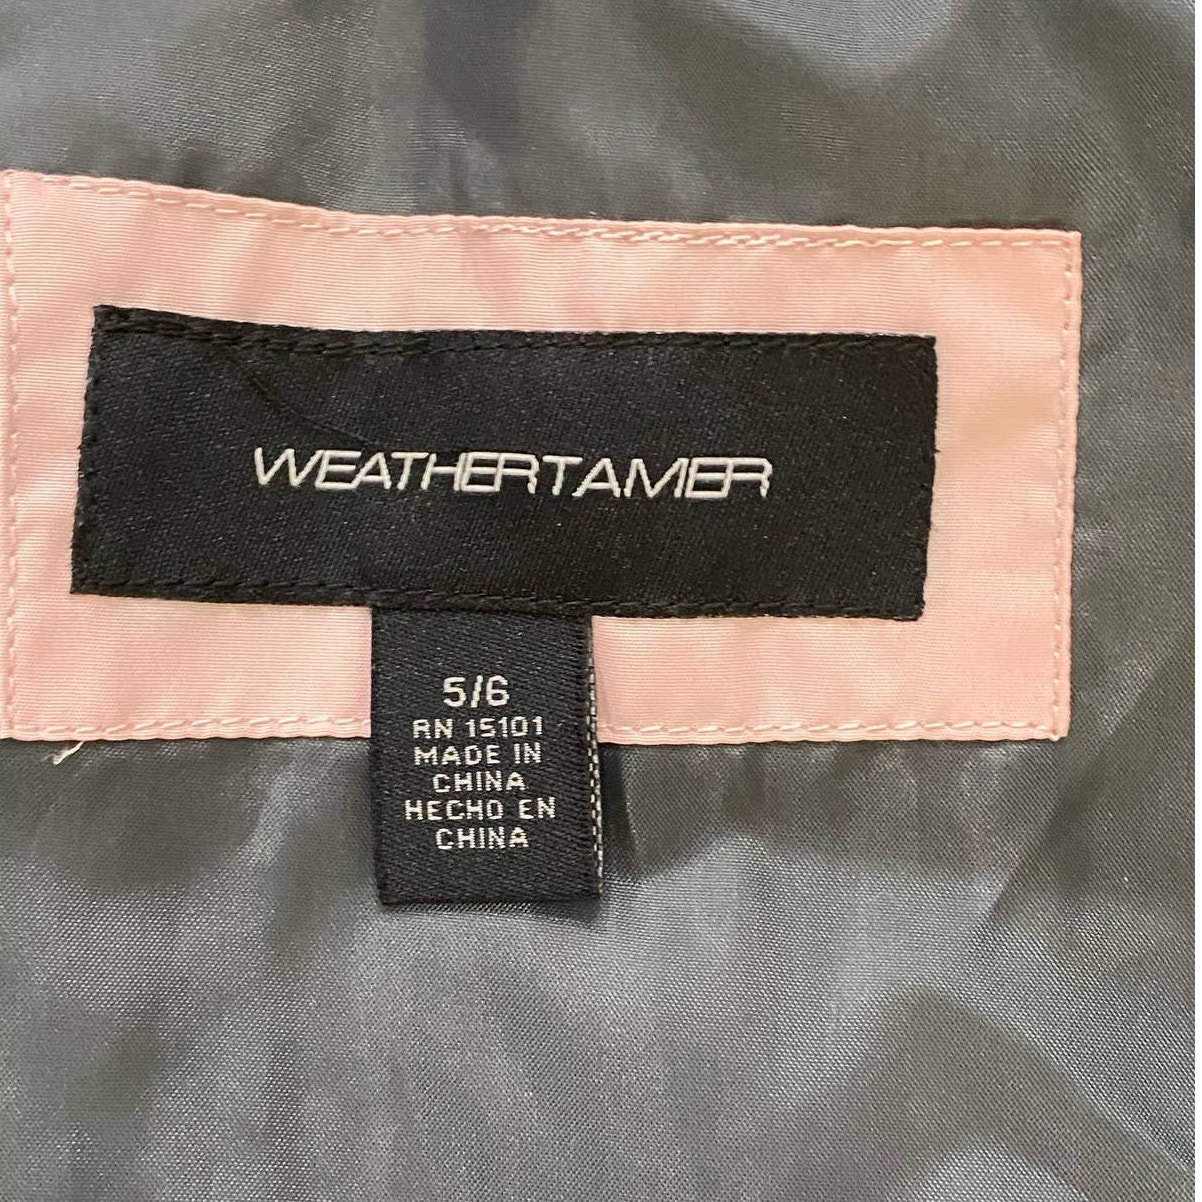 WEATHERTAMER
5/6
RN 15101
MADE IN
CHINA
HECHO EN
CHINA